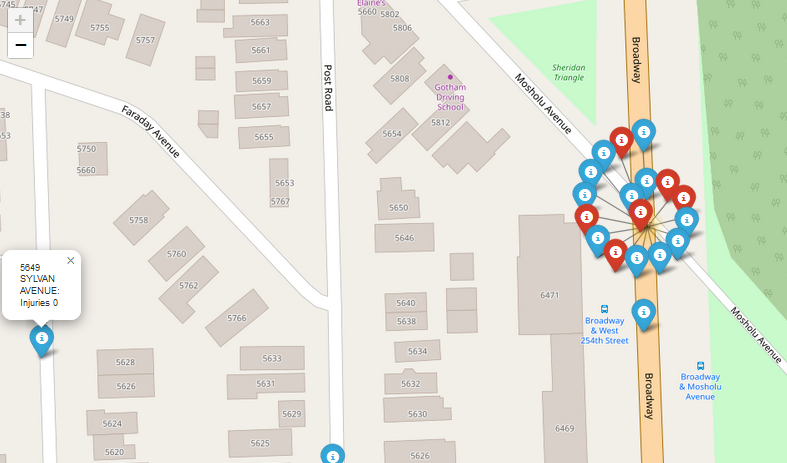 5745
5749
5755
5757
5663
5661
5659
5657
5655
5653
5767
Elaine's
5660
5802
5806
5808
Gotham
Driving
School
5812
5654
Sheridan
Triangle
Mosholu Avenue
Broadway
Post Road
Faraday Avenue
5750
5660
5758
5760
5762
5766
5650
5646
5640
5638
5634
5632
5630
5626
6471
6469
Broadway
& West
254th Street
Broadway
& Mosholu
Avenue
Mosholu Avenue
Broadway
+
−
5649
SYLVAN
AVENUE:
Injuries 0
×
5628
5626
5624
5620
5633
5631
5629
5625